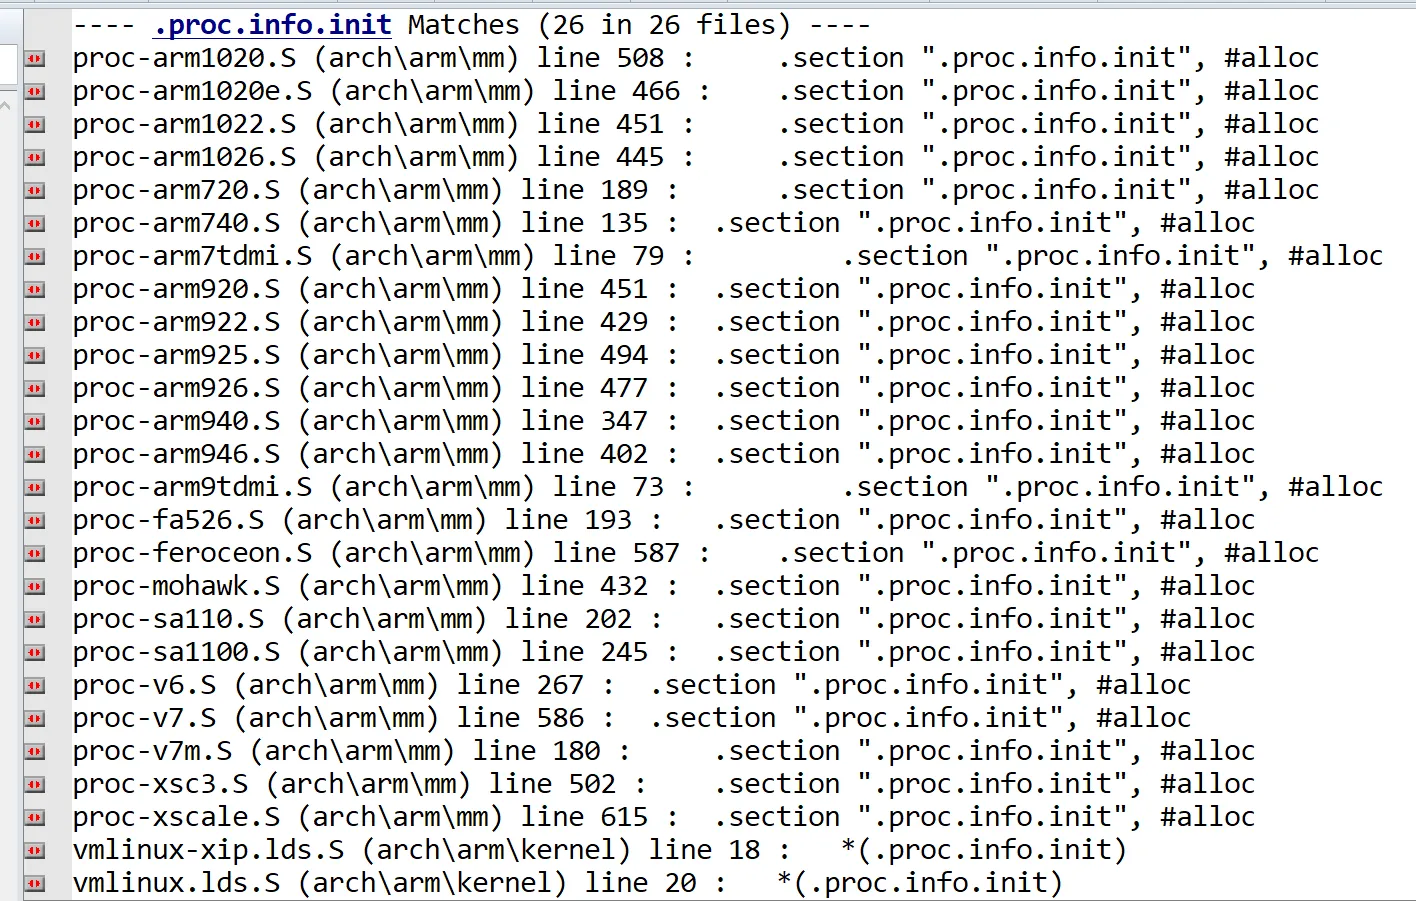 ---- .proc.info.init Matches (26 in 26 files) ----
proc-arm1020.S (arch\arm\mm) line 508 :     .section ".proc.info.init", #alloc
proc-arm1020e.S (arch\arm\mm) line 466 :    .section ".proc.info.init", #alloc
proc-arm1022.S (arch\arm\mm) line 451 :     .section ".proc.info.init", #alloc
proc-arm1026.S (arch\arm\mm) line 445 :     .section ".proc.info.init", #alloc
proc-arm720.S (arch\arm\mm) line 189 :      .section ".proc.info.init", #alloc
proc-arm740.S (arch\arm\mm) line 135 :  .section ".proc.info.init", #alloc
proc-arm7tdmi.S (arch\arm\mm) line 79 :         .section ".proc.info.init", #alloc
proc-arm920.S (arch\arm\mm) line 451 :  .section ".proc.info.init", #alloc
proc-arm922.S (arch\arm\mm) line 429 :  .section ".proc.info.init", #alloc
proc-arm925.S (arch\arm\mm) line 494 :  .section ".proc.info.init", #alloc
proc-arm926.S (arch\arm\mm) line 477 :  .section ".proc.info.init", #alloc
proc-arm940.S (arch\arm\mm) line 347 :  .section ".proc.info.init", #alloc
proc-arm946.S (arch\arm\mm) line 402 :  .section ".proc.info.init", #alloc
proc-arm9tdmi.S (arch\arm\mm) line 73 :         .section ".proc.info.init", #alloc
proc-fa526.S (arch\arm\mm) line 193 :   .section ".proc.info.init", #alloc
proc-feroceon.S (arch\arm\mm) line 587 :    .section ".proc.info.init", #alloc
proc-mohawk.S (arch\arm\mm) line 432 :  .section ".proc.info.init", #alloc
proc-sa110.S (arch\arm\mm) line 202 :   .section ".proc.info.init", #alloc
proc-sa1100.S (arch\arm\mm) line 245 :  .section ".proc.info.init", #alloc
proc-v6.S (arch\arm\mm) line 267 :  .section ".proc.info.init", #alloc
proc-v7.S (arch\arm\mm) line 586 :  .section ".proc.info.init", #alloc
proc-v7m.S (arch\arm\mm) line 180 :     .section ".proc.info.init", #alloc
proc-xsc3.S (arch\arm\mm) line 502 :    .section ".proc.info.init", #alloc
proc-xscale.S (arch\arm\mm) line 615 :  .section ".proc.info.init", #alloc
vmlinux-xip.lds.S (arch\arm\kernel) line 18 :   *(.proc.info.init)
vmlinux.lds.S (arch\arm\kernel) line 20 :   *(.proc.info.init)